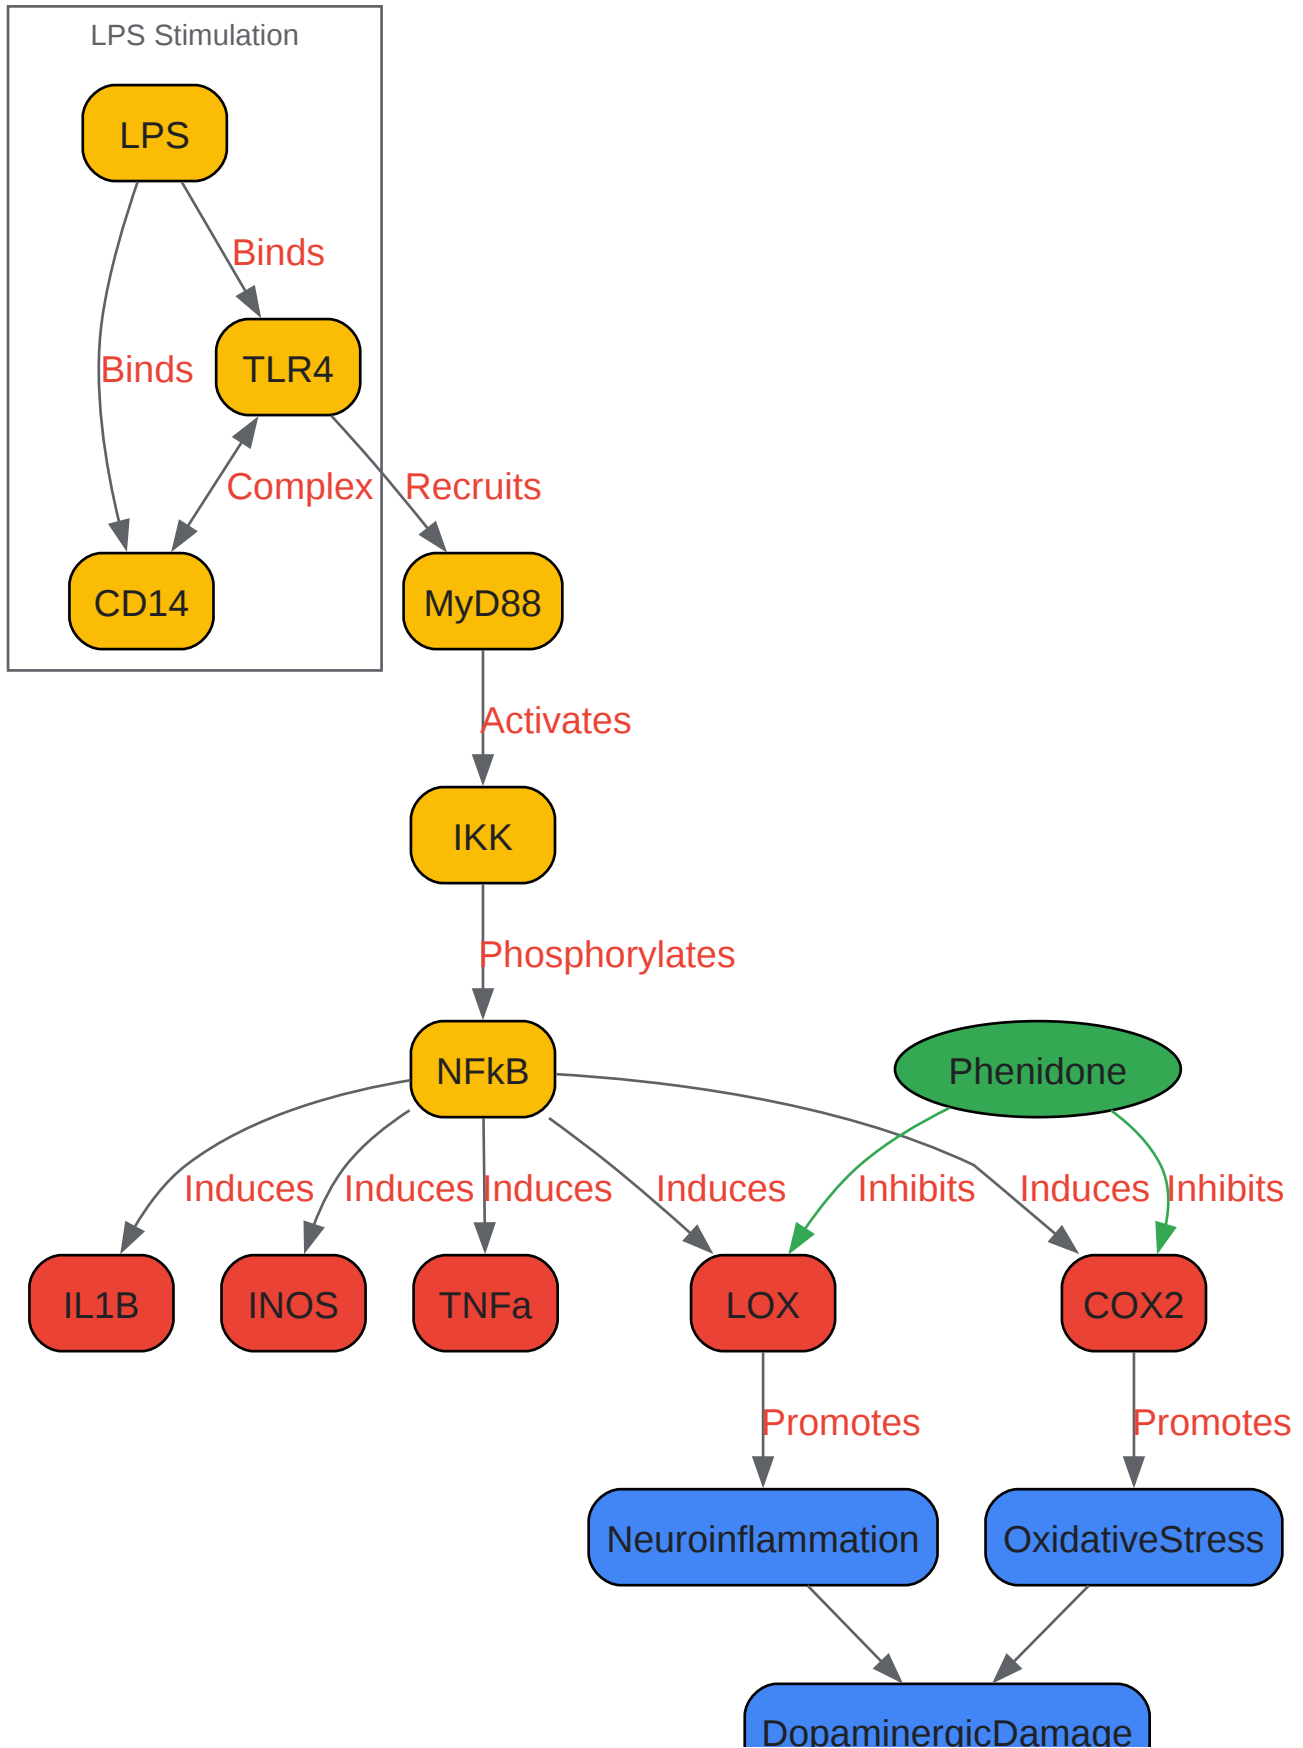 LPS Stimulation
LPS
Binds
Binds
TLR4
Complex
Recruits
CD14
MyD88
Activates
IKK
Phosphorylates
NFkB
Phenidone
Induces
Induces
Induces
Induces
Inhibits
Induces
Inhibits
IL1B
INOS
TNFa
LOX
COX2
Promotes
Promotes
Neuroinflammation
OxidativeStress
DopaminergicDamage